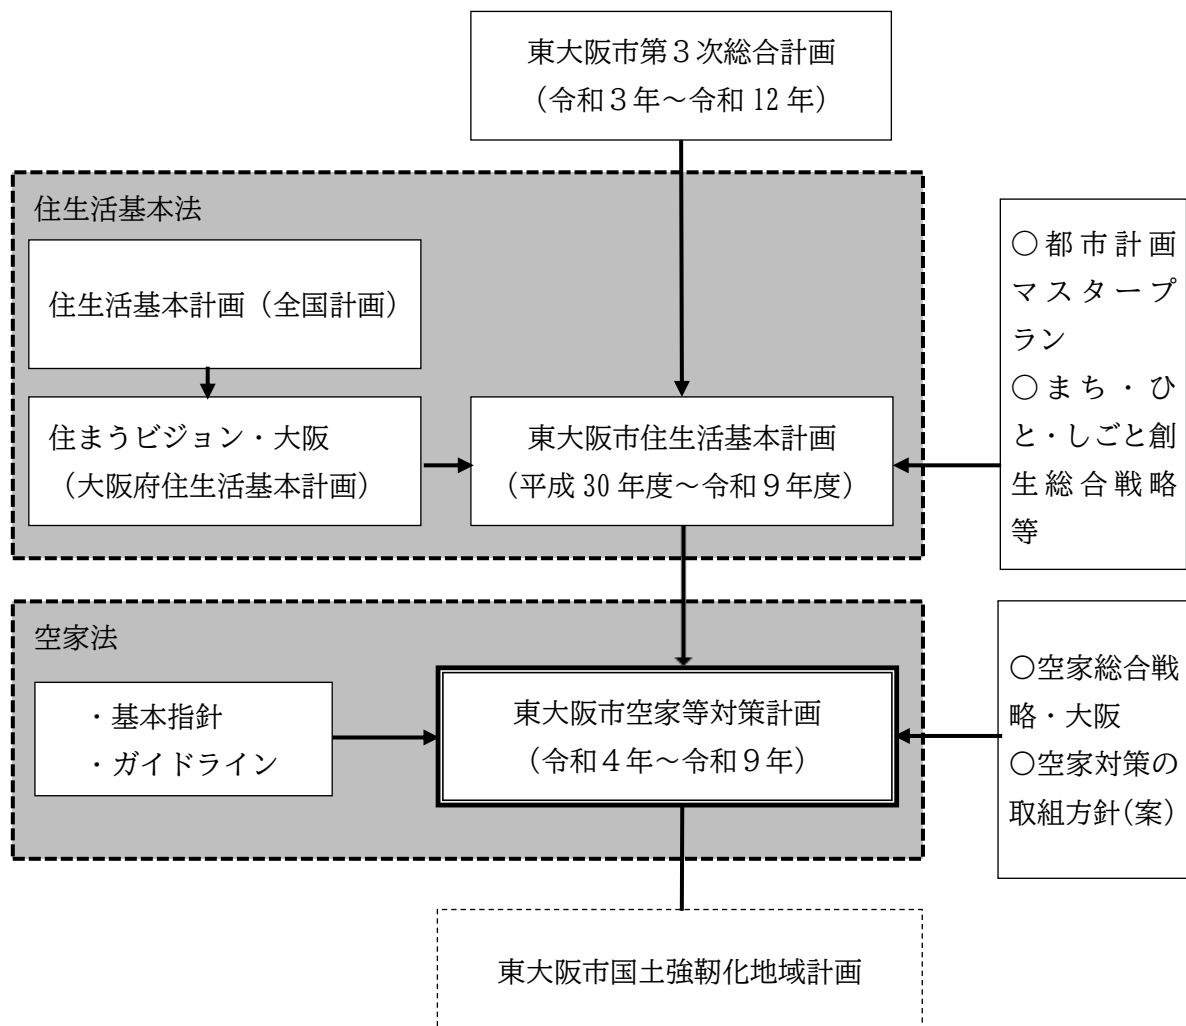 東大阪市第３次総合計画
（令和３年～令和 12 年）
住生活基本法
住生活基本計画（全国計画）
住まうビジョン・大阪
（大阪府住生活基本計画）
東大阪市住生活基本計画
（平成 30 年度～令和９年度）
○都市計画
マスタープ
ラン
○まち・ひ
と・しごと創
生総合戦略
等
空家法
・基本指針
・ガイドライン
東大阪市空家等対策計画
（令和４年～令和９年）
○空家総合戦
略・大阪
○空家対策の
取組方針(案)
東大阪市国土強靭化地域計画